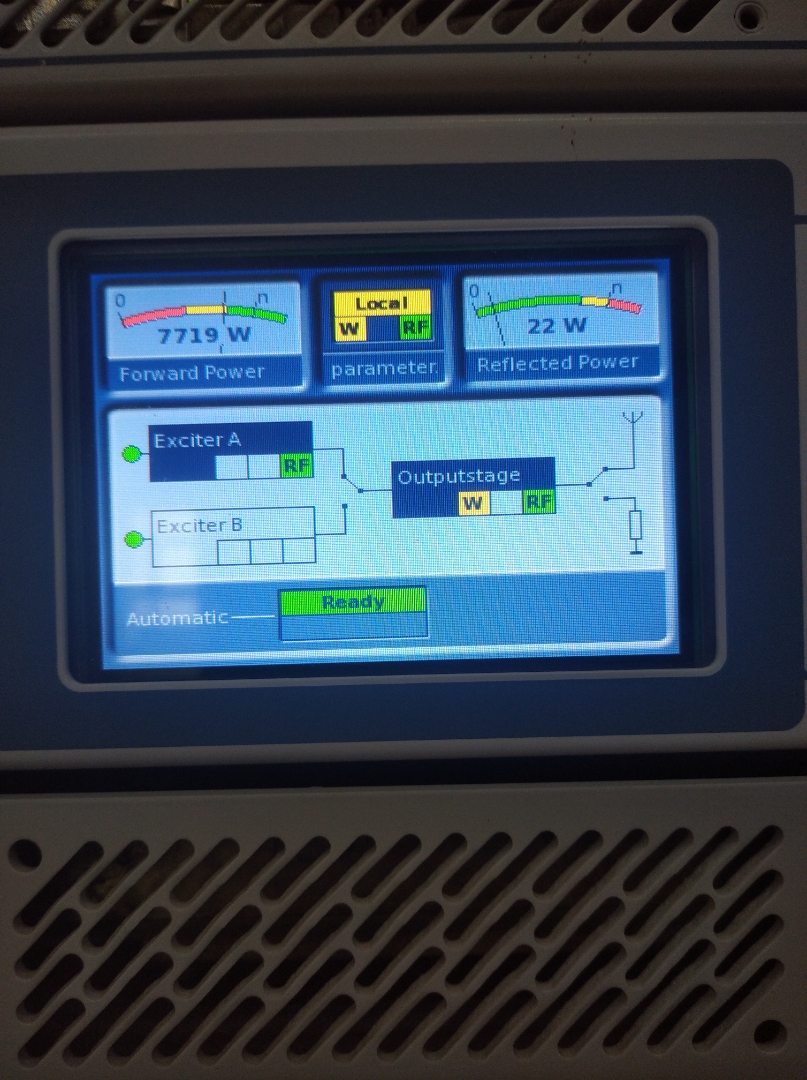 0 n
7719 W
Forward Power
Local
W RF
parameter.
0 n
22 W
Reflected Power
Exciter A
RF
Exciter B
Outputstage
W RF
Automatic
Ready